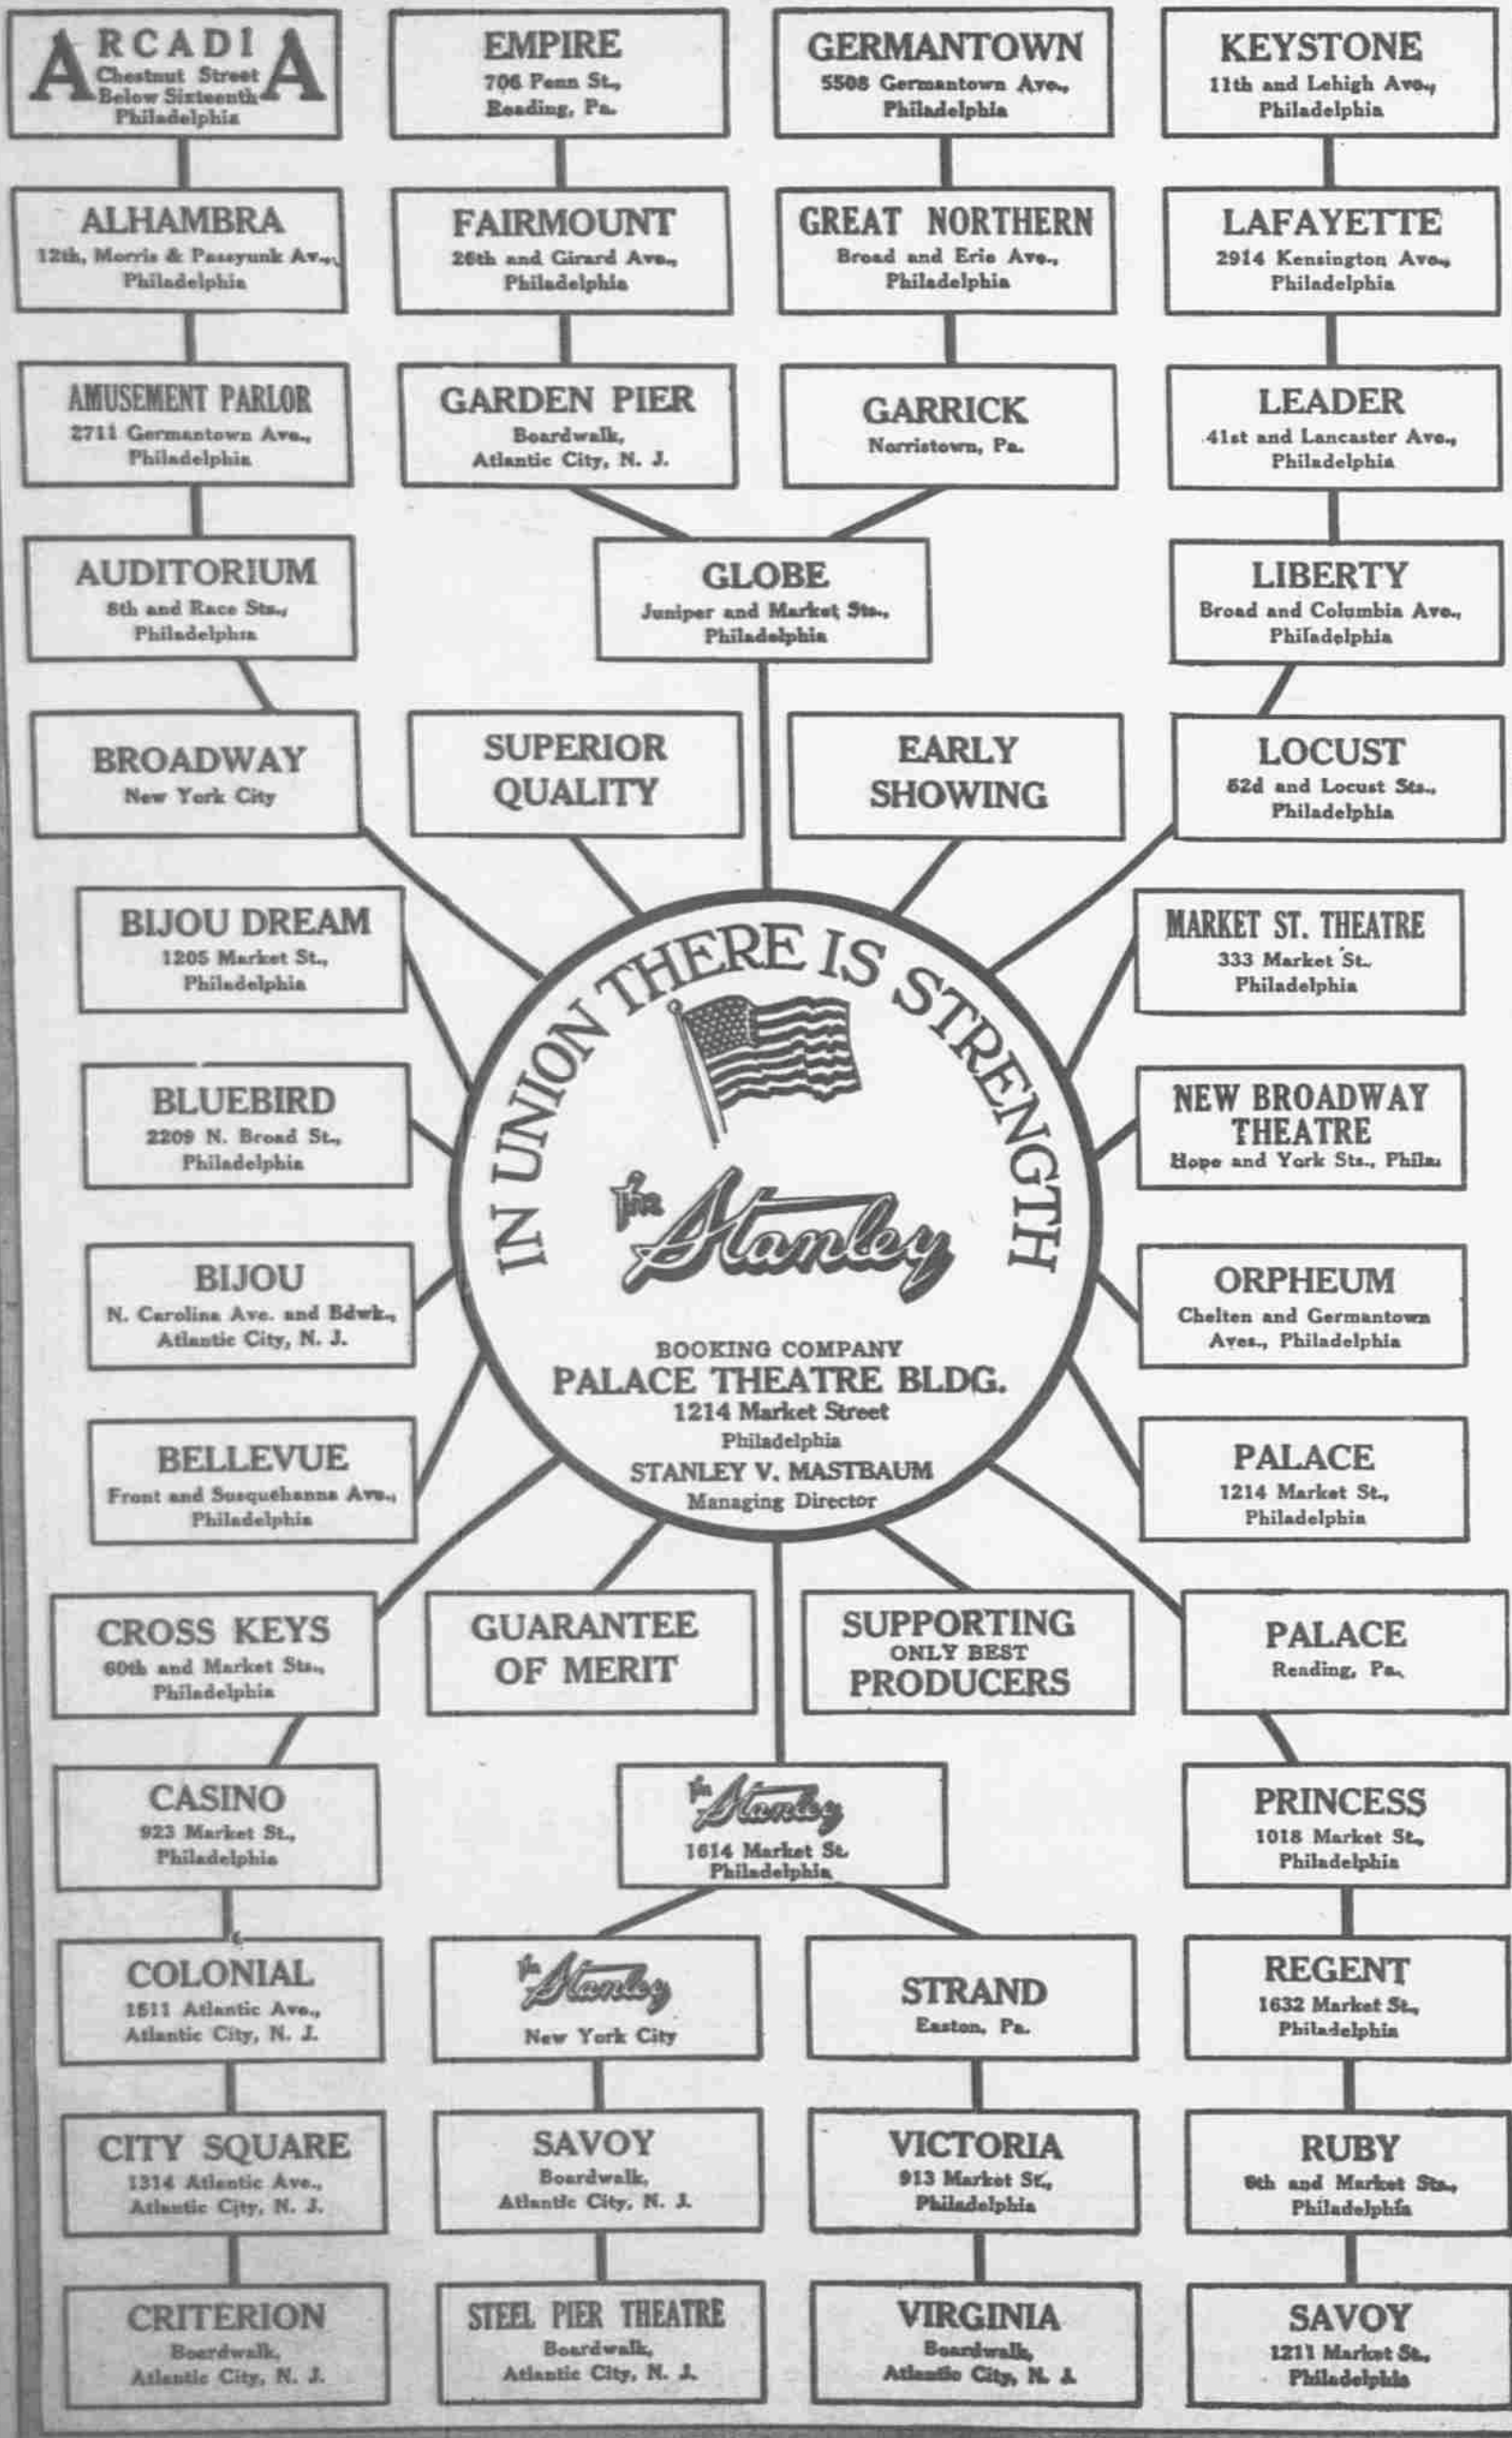 ARCADIA
Chestnut Street
Below Sixteenth
Philadelphia
EMPIRE
706 Penn St.,
Reading, Pa.
GERMANTOWN
5508 Germantown Ave.,
Philadelphia
KEYSTONE
11th and Lehigh Ave.,
Philadelphia
ALHAMBRA
12th, Morris & Passyunk Av.,
Philadelphia
FAIRMOUNT
26th and Girard Ave.,
Philadelphia
GREAT NORTHERN
Broad and Erie Ave.,
Philadelphia
LAFAYETTE
2914 Kensington Ave.,
Philadelphia
AMUSEMENT PARLOR
2711 Germantown Ave.,
Philadelphia
GARDEN PIER
Boardwalk,
Atlantic City, N. J.
GARRICK
Norristown, Pa.
LEADER
41st and Lancaster Ave.,
Philadelphia
AUDITORIUM
8th and Race Sts.,
Philadelphia
GLOBE
Juniper and Market Sts.,
Philadelphia
LIBERTY
Broad and Columbia Ave.,
Philadelphia
BROADWAY
New York City
SUPERIOR
QUALITY
EARLY
SHOWING
LOCUST
52d and Locust Sts.,
Philadelphia
BIJOU DREAM
1205 Market St.,
Philadelphia
MARKET ST. THEATRE
333 Market St.
Philadelphia
BLUEBIRD
2209 N. Broad St.,
Philadelphia
NEW BROADWAY
THEATRE
Hope and York Sts., Phila.
BIJOU
N. Carolina Ave. and Bdwk.,
Atlantic City, N. J.
ORPHEUM
Chelten and Germantown
Aves., Philadelphia
BELLEVUE
Front and Susquehanna Ave.,
Philadelphia
PALACE
1214 Market St.,
Philadelphia
IN UNION THERE IS STRENGTH
The Stanley
BOOKING COMPANY
PALACE THEATRE BLDG.
1214 Market Street
Philadelphia
STANLEY V. MASTBAUM
Managing Director
CROSS KEYS
60th and Market Sts.,
Philadelphia
GUARANTEE
OF MERIT
SUPPORTING
ONLY BEST
PRODUCERS
PALACE
Reading, Pa.
CASINO
923 Market St.,
Philadelphia
The Stanley
1614 Market St.
Philadelphia
PRINCESS
1018 Market St.,
Philadelphia
COLONIAL
1511 Atlantic Ave.,
Atlantic City, N. J.
The Stanley
New York City
STRAND
Easton, Pa.
REGENT
1632 Market St.,
Philadelphia
CITY SQUARE
1314 Atlantic Ave.,
Atlantic City, N. J.
SAVOY
Boardwalk,
Atlantic City, N. J.
VICTORIA
913 Market St.,
Philadelphia
RUBY
and Market Sts.,
Philadelphia
CRITERION
Boardwalk,
Atlantic City, N. J.
STEEL PIER THEATRE
Boardwalk,
Atlantic City, N. J.
VIRGINIA
Boardwalk,
Atlantic City, N. J.
SAVOY
1211 Market St.,
Philadelphia